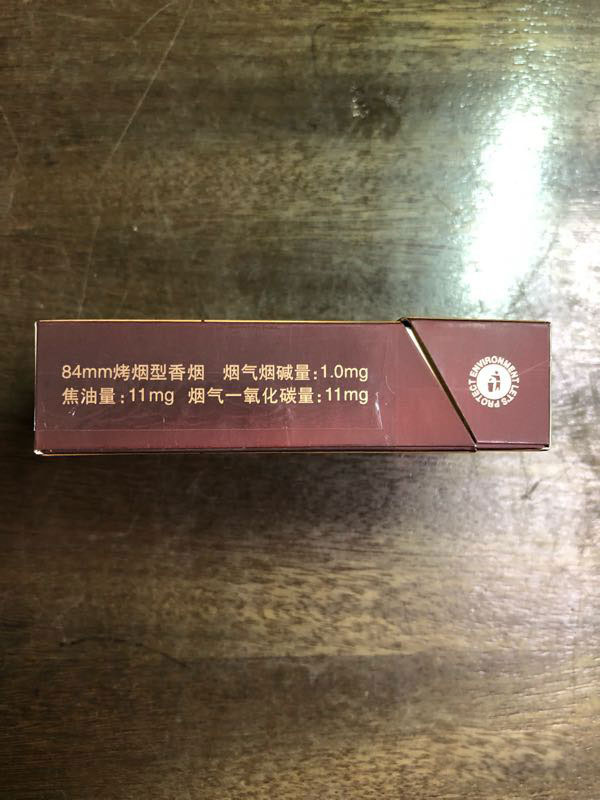 84mm烤烟型香烟 烟气烟碱量:1.0mg
焦油量:11mg 烟气一氧化碳量:11mg
LET'S PROTECT ENVIRONMENT